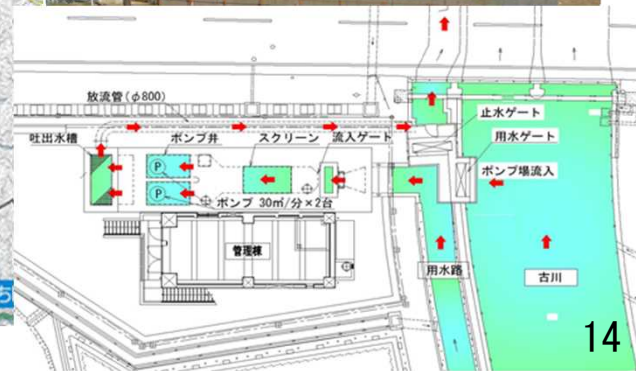 放流管（φ800）
止水ゲート
吐出水槽
ポンプ井
スクリーン
流入ゲート
用水ゲート
ポンプ場流入
P
P
ポンプ 30㎥/分×2台
管理棟
用水路
古川
ち
14